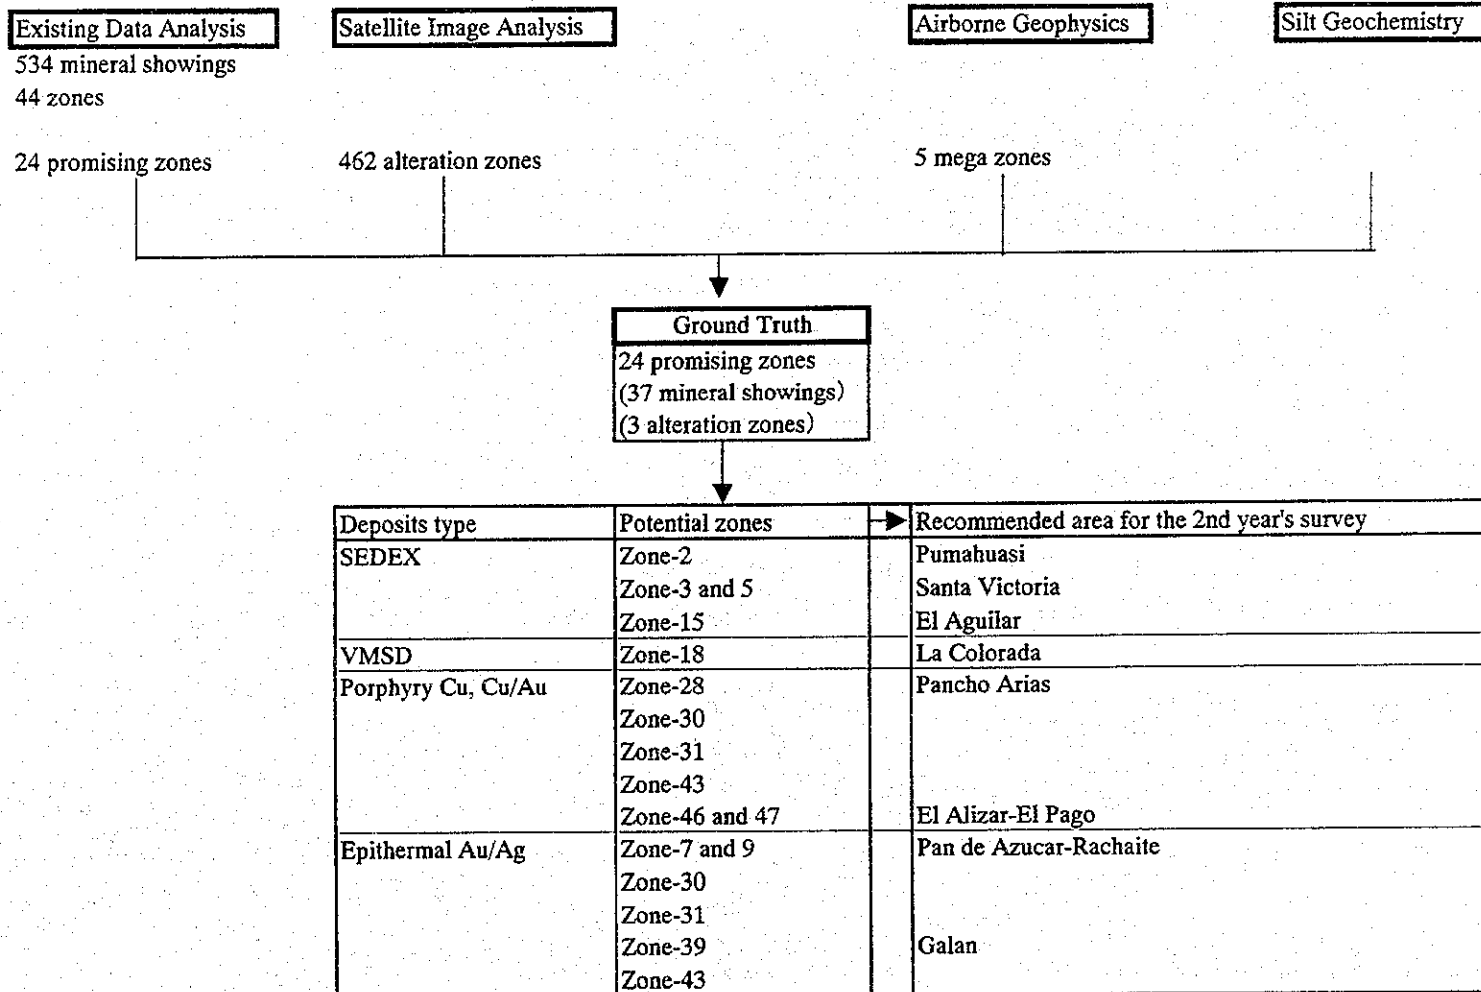 Existing Data Analysis Satellite Image Analysis Airborne Geophysics Silt Geochemistry
534 mineral showings
44 zones
24 promising zones 462 alteration zones 5 mega zones
Ground Truth
24 promising zones
(37 mineral showings)
(3 alteration zones)
Deposits type Potential zones Recommended area for the 2nd year's survey
SEDEX Zone-2 Pumahuasi
Zone-3 and 5 Santa Victoria
Zone-15 El Aguilar
VMSD Zone-18 La Colorada
Porphyry Cu, Cu/Au Zone-28 Pancho Arias
Zone-30
Zone-31
Zone-43
Zone-46 and 47 El Alizar-El Pago
Epithermal Au/Ag Zone-7 and 9 Pan de Azucar-Rachaite
Zone-30
Zone-31
Zone-39 Galan
Zone-43